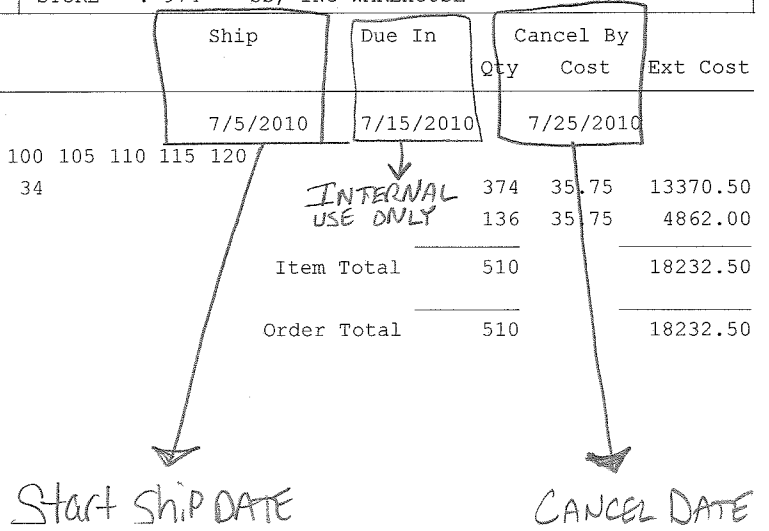 Ship Due In Cancel By
Qty Cost Ext Cost
7/5/2010 7/15/2010 7/25/2010
100 105 110 115 120
34 INTERNAL 374 35.75 13370.50
USE ONLY 136 35.75 4862.00
Item Total 510 18232.50
Order Total 510 18232.50
Start ShiP DATE CANCEL DATE